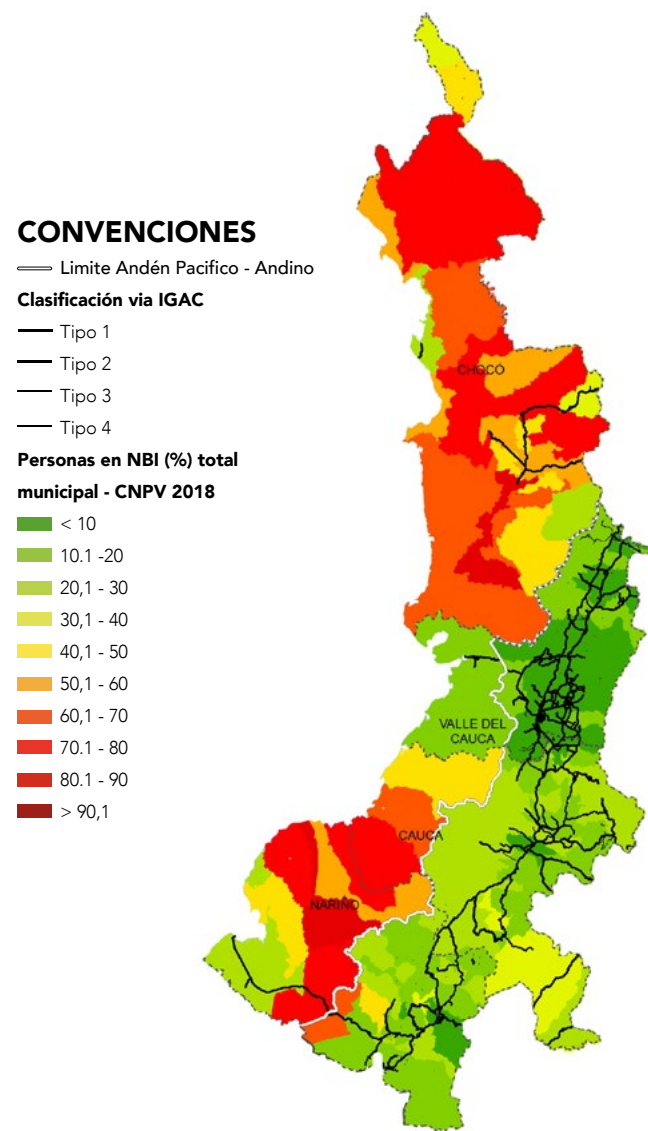 CONVENCIONES
Limite Andén Pacifico - Andino
Clasificación via IGAC
Tipo 1
Tipo 2
Tipo 3
Tipo 4
Personas en NBI (%) total
municipal - CNPV 2018
< 10
10.1 -20
20,1 - 30
30,1 - 40
40,1 - 50
50,1 - 60
60,1 - 70
70.1 - 80
80.1 - 90
> 90,1
CHOCÓ
VALLE DEL
CAUCA
CAUCA
NARIÑO